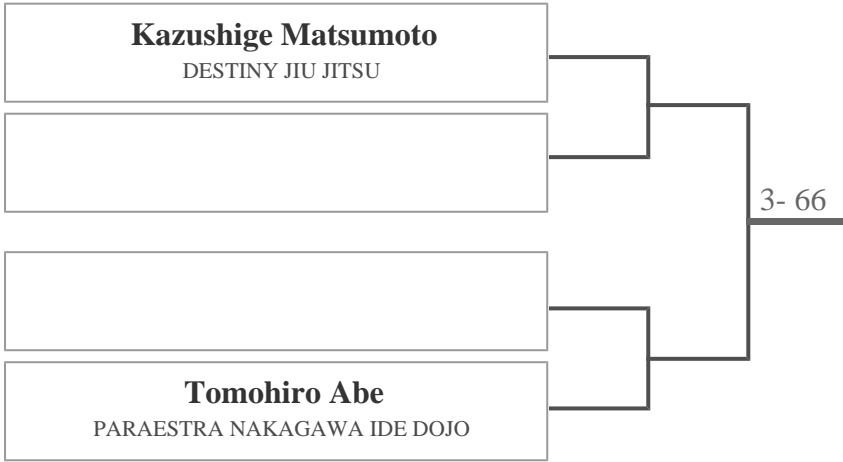 Kazushige Matsumoto
DESTINY JIU JITSU
3- 66
Tomohiro Abe
PARAESTRA NAKAGAWA IDE DOJO